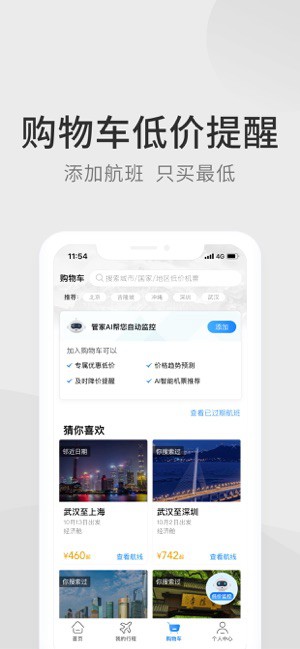 购物车低价提醒
添加航班 只买最低
11:54
4G
购物车
搜索城市/国家/地区低价机票
推荐
北京
吉隆坡
冲绳
深圳
武汉
管家AI帮您自动监控
添加
加入购物车可以
专属优惠低价
价格趋势预测
及时降价提醒
AI智能机票推荐
查看已过期航班
猜你喜欢
邻近日期
你搜索过
武汉至上海
武汉至深圳
10月13日出发
10月2日出发
经济舱
经济舱
¥460起
查看航线
¥742起
查看航线
你搜索过
你搜索过
低价监控
首页
我的行程
购物车
个人中心